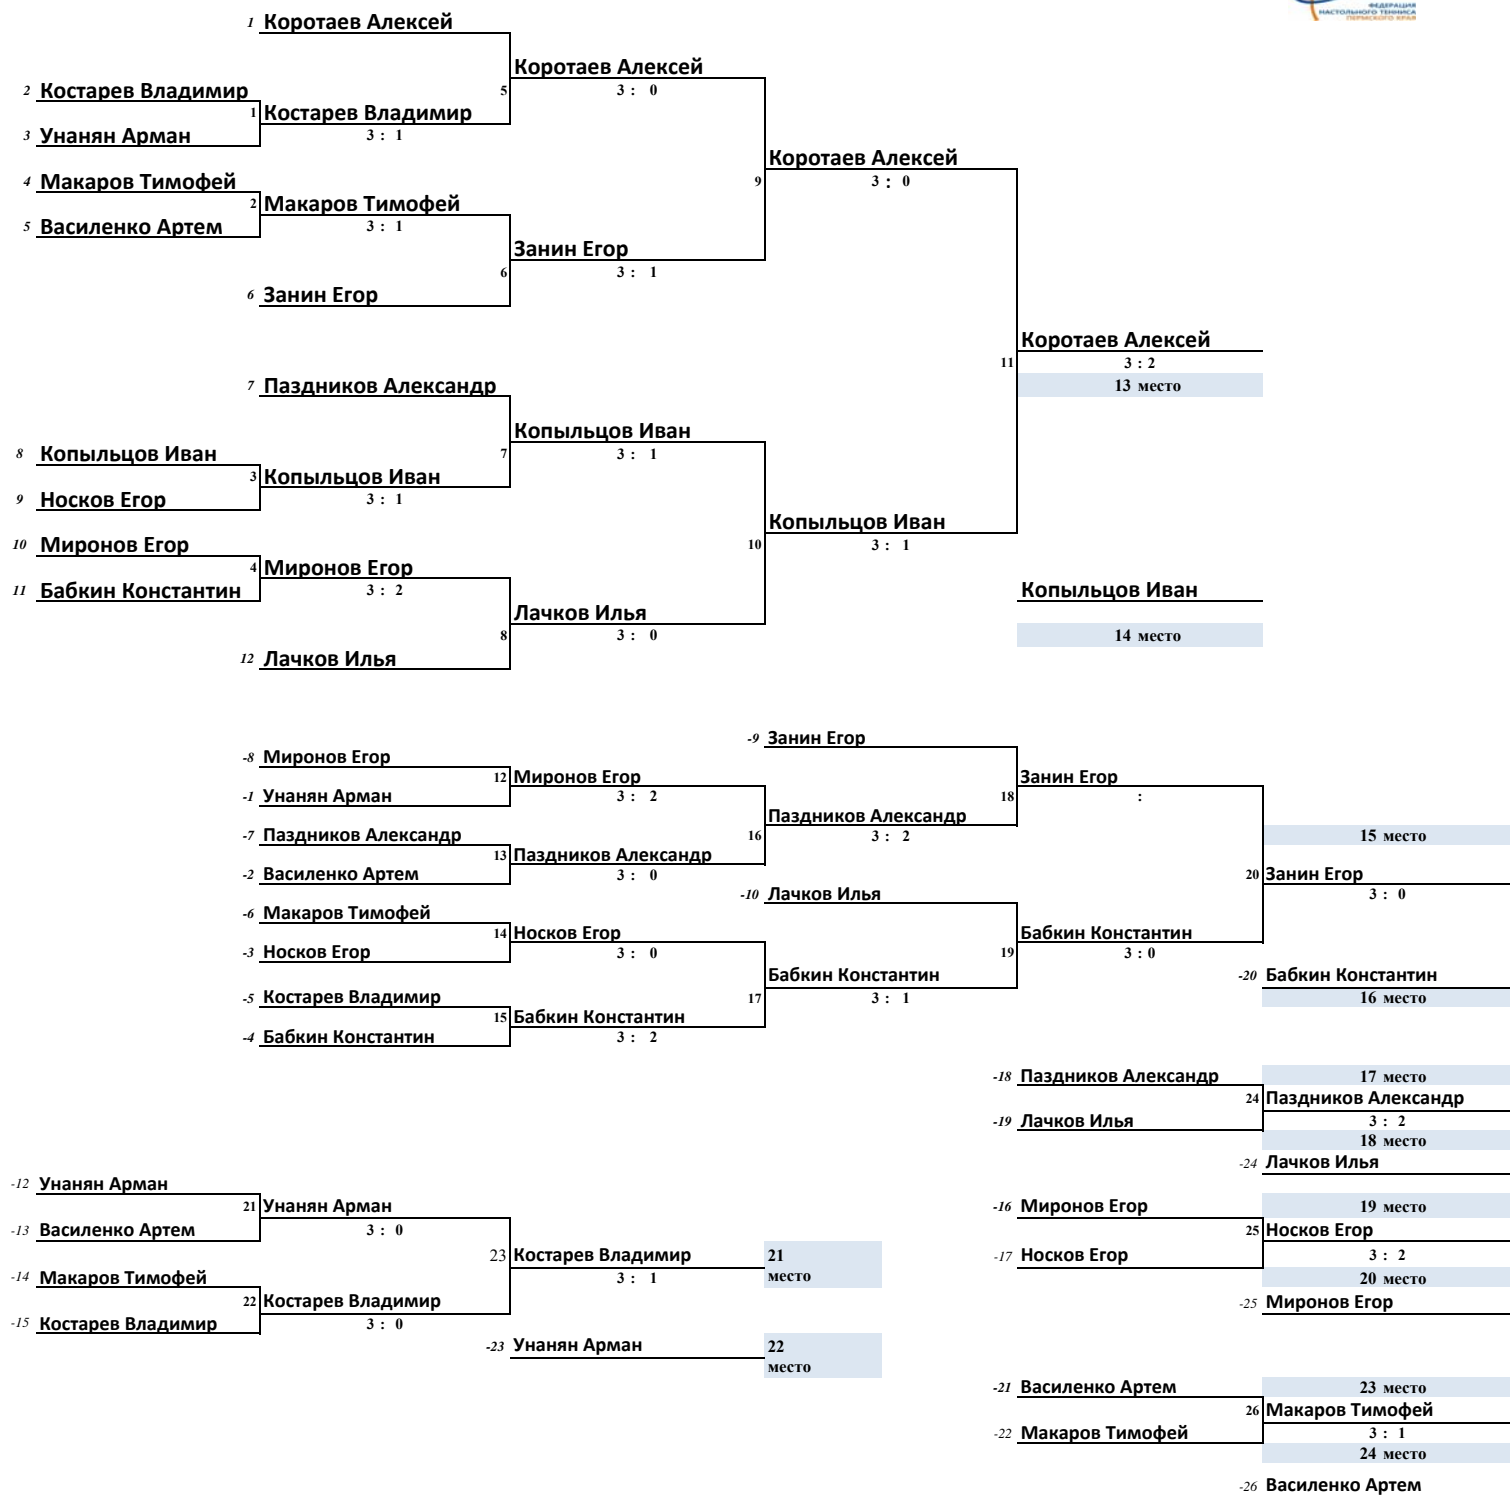 ФЕДЕРАЦИЯ
НАСТОЛЬНОГО ТЕННИСА
ПЕРМСКОГО КРАЯ
1 Коротаев Алексей
Коротаев Алексей
2 Костарев Владимир 5 3 : 0
1 Костарев Владимир
3 Унанян Арман 3 : 1
Коротаев Алексей
4 Макаров Тимофей 9 3 : 0
2 Макаров Тимофей
5 Василенко Артем 3 : 1
Занин Егор
6 3 : 1
6 Занин Егор
Коротаев Алексей
11 3 : 2
7 Паздников Александр 13 место
Копыльцов Иван
8 Копыльцов Иван 7 3 : 1
3 Копыльцов Иван
9 Носков Егор 3 : 1
Копыльцов Иван
10 Миронов Егор 10 3 : 1
4 Миронов Егор
11 Бабкин Константин 3 : 2 Копыльцов Иван
Лачков Илья
8 3 : 0 14 место
12 Лачков Илья
-9 Занин Егор
-8 Миронов Егор
12 Миронов Егор Занин Егор
-1 Унанян Арман 3 : 2 18 :
Паздников Александр
-7 Паздников Александр 16 3 : 2 15 место
13 Паздников Александр
-2 Василенко Артем 3 : 0 20 Занин Егор
-10 Лачков Илья 3 : 0
-6 Макаров Тимофей
14 Носков Егор Бабкин Константин
-3 Носков Егор 3 : 0 19 3 : 0
Бабкин Константин -20 Бабкин Константин
-5 Костарев Владимир 17 3 : 1 16 место
15 Бабкин Константин
-4 Бабкин Константин 3 : 2
-18 Паздников Александр 17 место
24 Паздников Александр
-19 Лачков Илья 3 : 2
18 место
-24 Лачков Илья
-12 Унанян Арман
21 Унанян Арман -16 Миронов Егор 19 место
-13 Василенко Артем 3 : 0 25 Носков Егор
23 Костарев Владимир 21 -17 Носков Егор 3 : 2
-14 Макаров Тимофей 3 : 1 место 20 место
22 Костарев Владимир -25 Миронов Егор
-15 Костарев Владимир 3 : 0
-23 Унанян Арман 22
место
-21 Василенко Артем 23 место
26 Макаров Тимофей
-22 Макаров Тимофей 3 : 1
24 место
-26 Василенко Артем